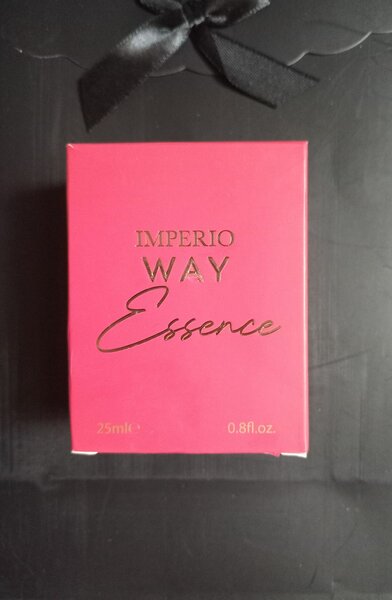 IMPERIO
WAY
Essence
25ml℮ 0.8fl.oz.